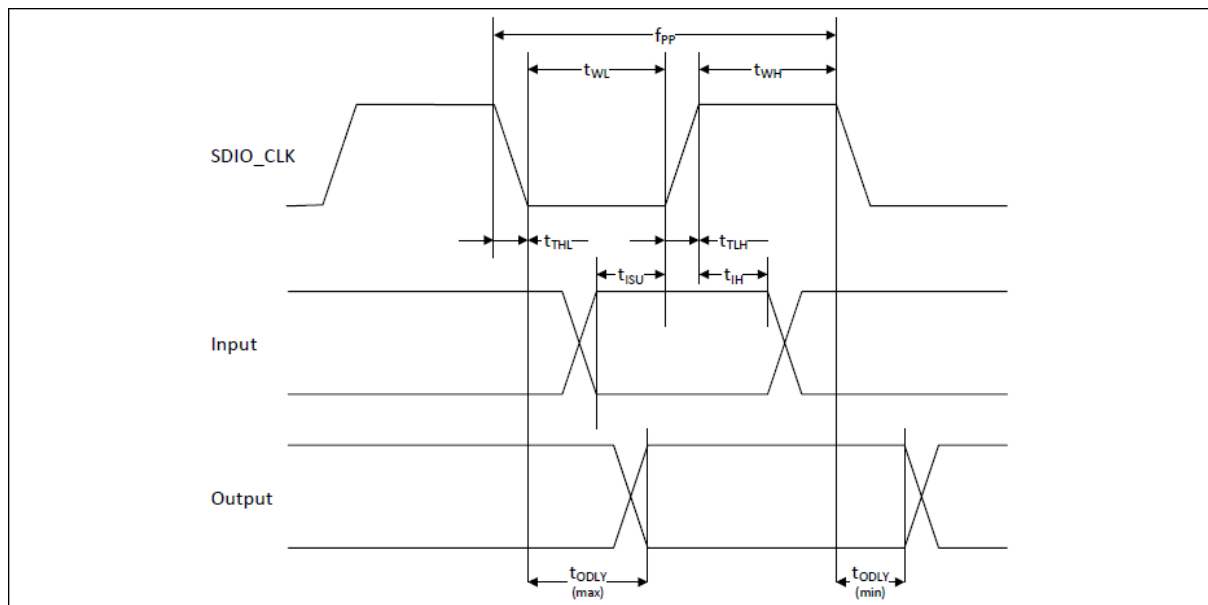 fPP
tWL
tWH
SDIO_CLK
tTHL
tTLH
tISU
tIH
Input
Output
tODLY
(max)
tODLY
(min)